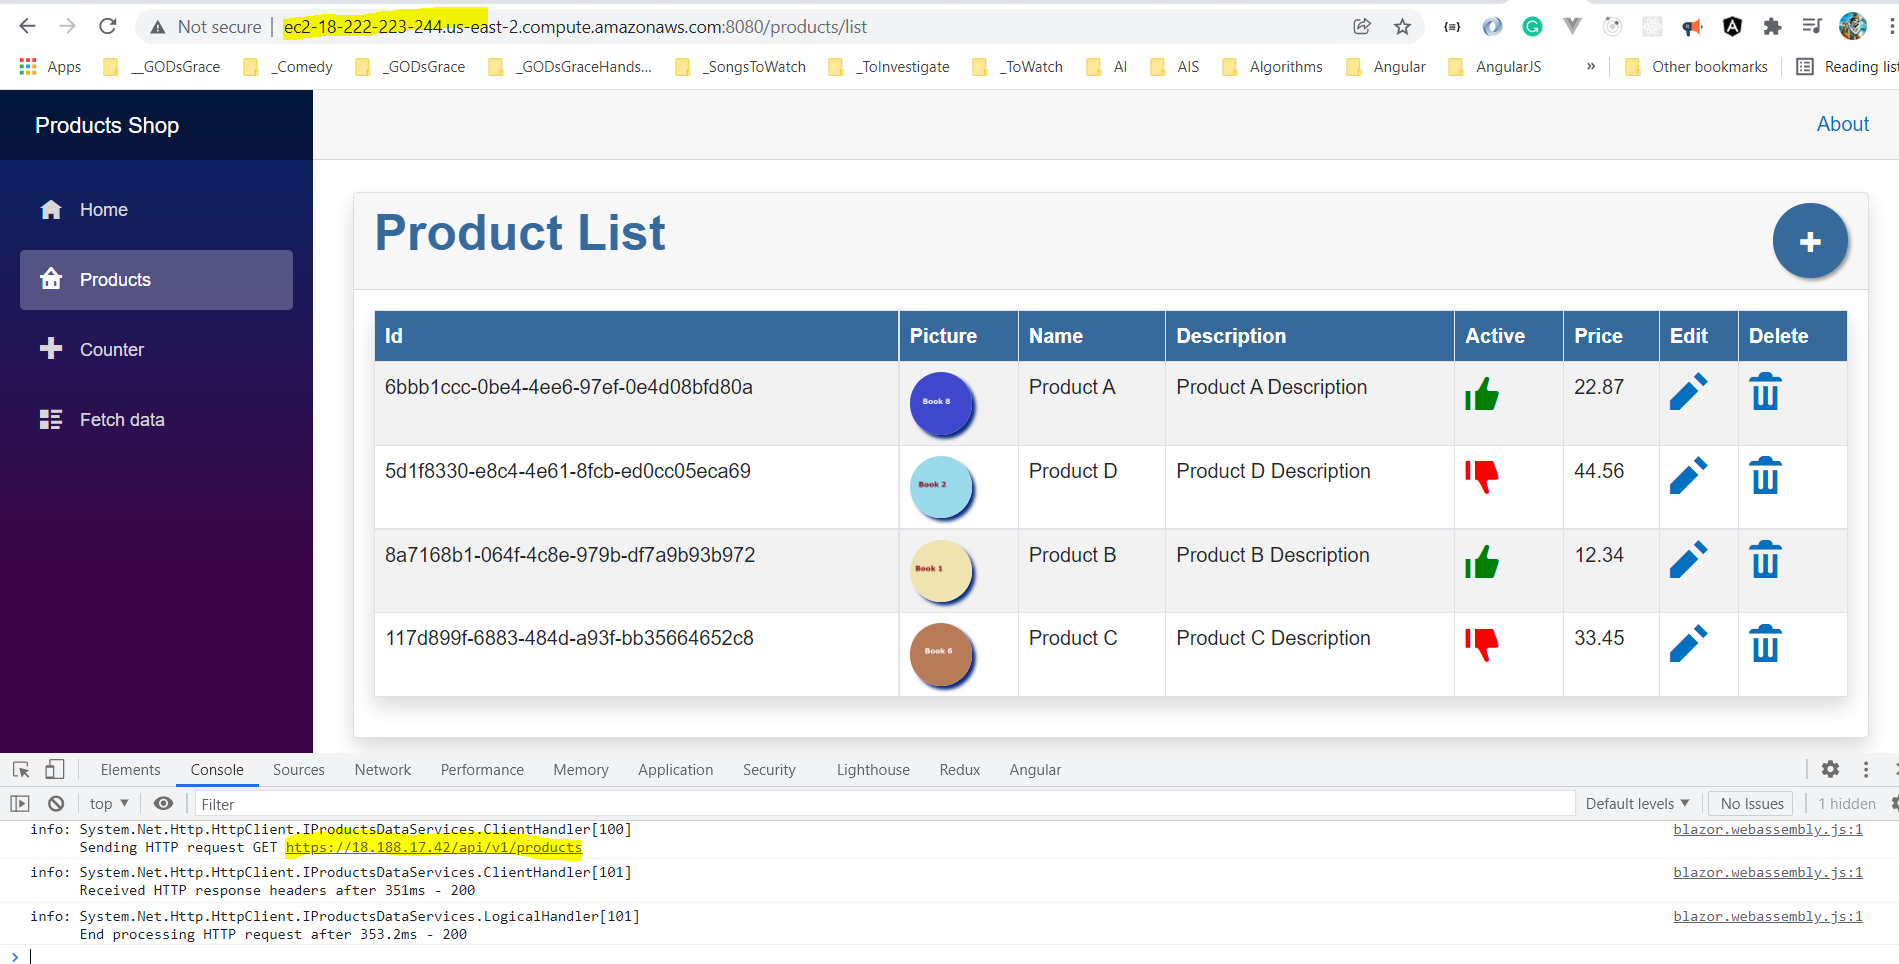 Not secure | ec2-18-222-223-244.us-east-2.compute.amazonaws.com:8080/products/list
Apps __GODsGrace _Comedy _GODsGrace _GODsGraceHands... _SongsToWatch _ToInvestigate _ToWatch AI AIS Algorithms Angular AngularJS » Other bookmarks Reading list
Products Shop
About
Home
Products
Counter
Fetch data
Product List
Id Picture Name Description Active Price Edit Delete
6bbb1ccc-0be4-4ee6-97ef-0e4d08bfd80a Book 8 Product A Product A Description 22.87
5d1f8330-e8c4-4e61-8fcb-ed0cc05eca69 Book 2 Product D Product D Description 44.56
8a7168b1-064f-4c8e-979b-df7a9b93b972 Book 1 Product B Product B Description 12.34
117d899f-6883-484d-a93f-bb35664652c8 Book 6 Product C Product C Description 33.45
Elements Console Sources Network Performance Memory Application Security Lighthouse Redux Angular
top Filter Default levels No Issues 1 hidden
info: System.Net.Http.HttpClient.IProductsDataServices.ClientHandler[100] blazor.webassembly.js:1
Sending HTTP request GET https://18.188.17.42/api/v1/products
info: System.Net.Http.HttpClient.IProductsDataServices.ClientHandler[101] blazor.webassembly.js:1
Received HTTP response headers after 351ms - 200
info: System.Net.Http.HttpClient.IProductsDataServices.LogicalHandler[101] blazor.webassembly.js:1
End processing HTTP request after 353.2ms - 200